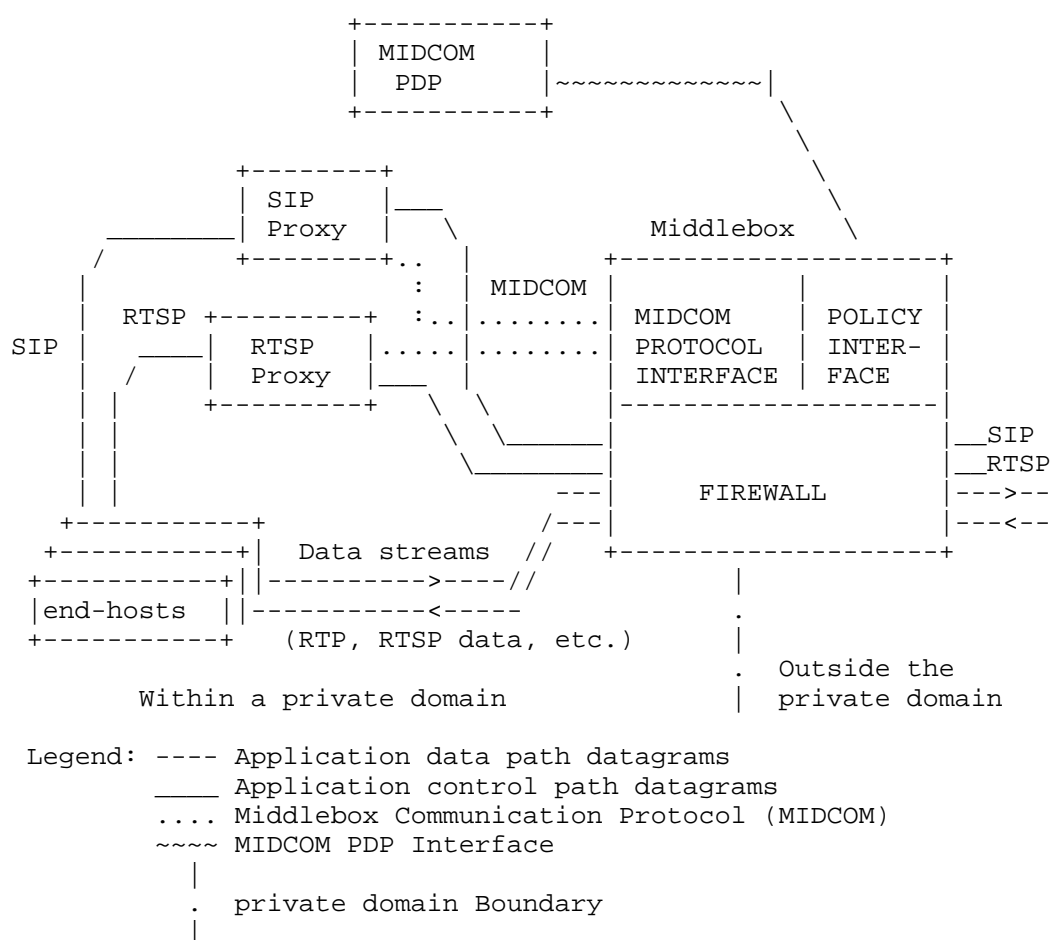 MIDCOM
PDP
SIP
Proxy
Middlebox
MIDCOM
RTSP
MIDCOM POLICY
SIP
RTSP
PROTOCOL INTER-
Proxy
INTERFACE FACE
SIP
RTSP
FIREWALL
Data streams
end-hosts
(RTP, RTSP data, etc.)
Outside the
Within a private domain private domain
Legend: ---- Application data path datagrams
____ Application control path datagrams
.... Middlebox Communication Protocol (MIDCOM)
~~~~ MIDCOM PDP Interface
private domain Boundary